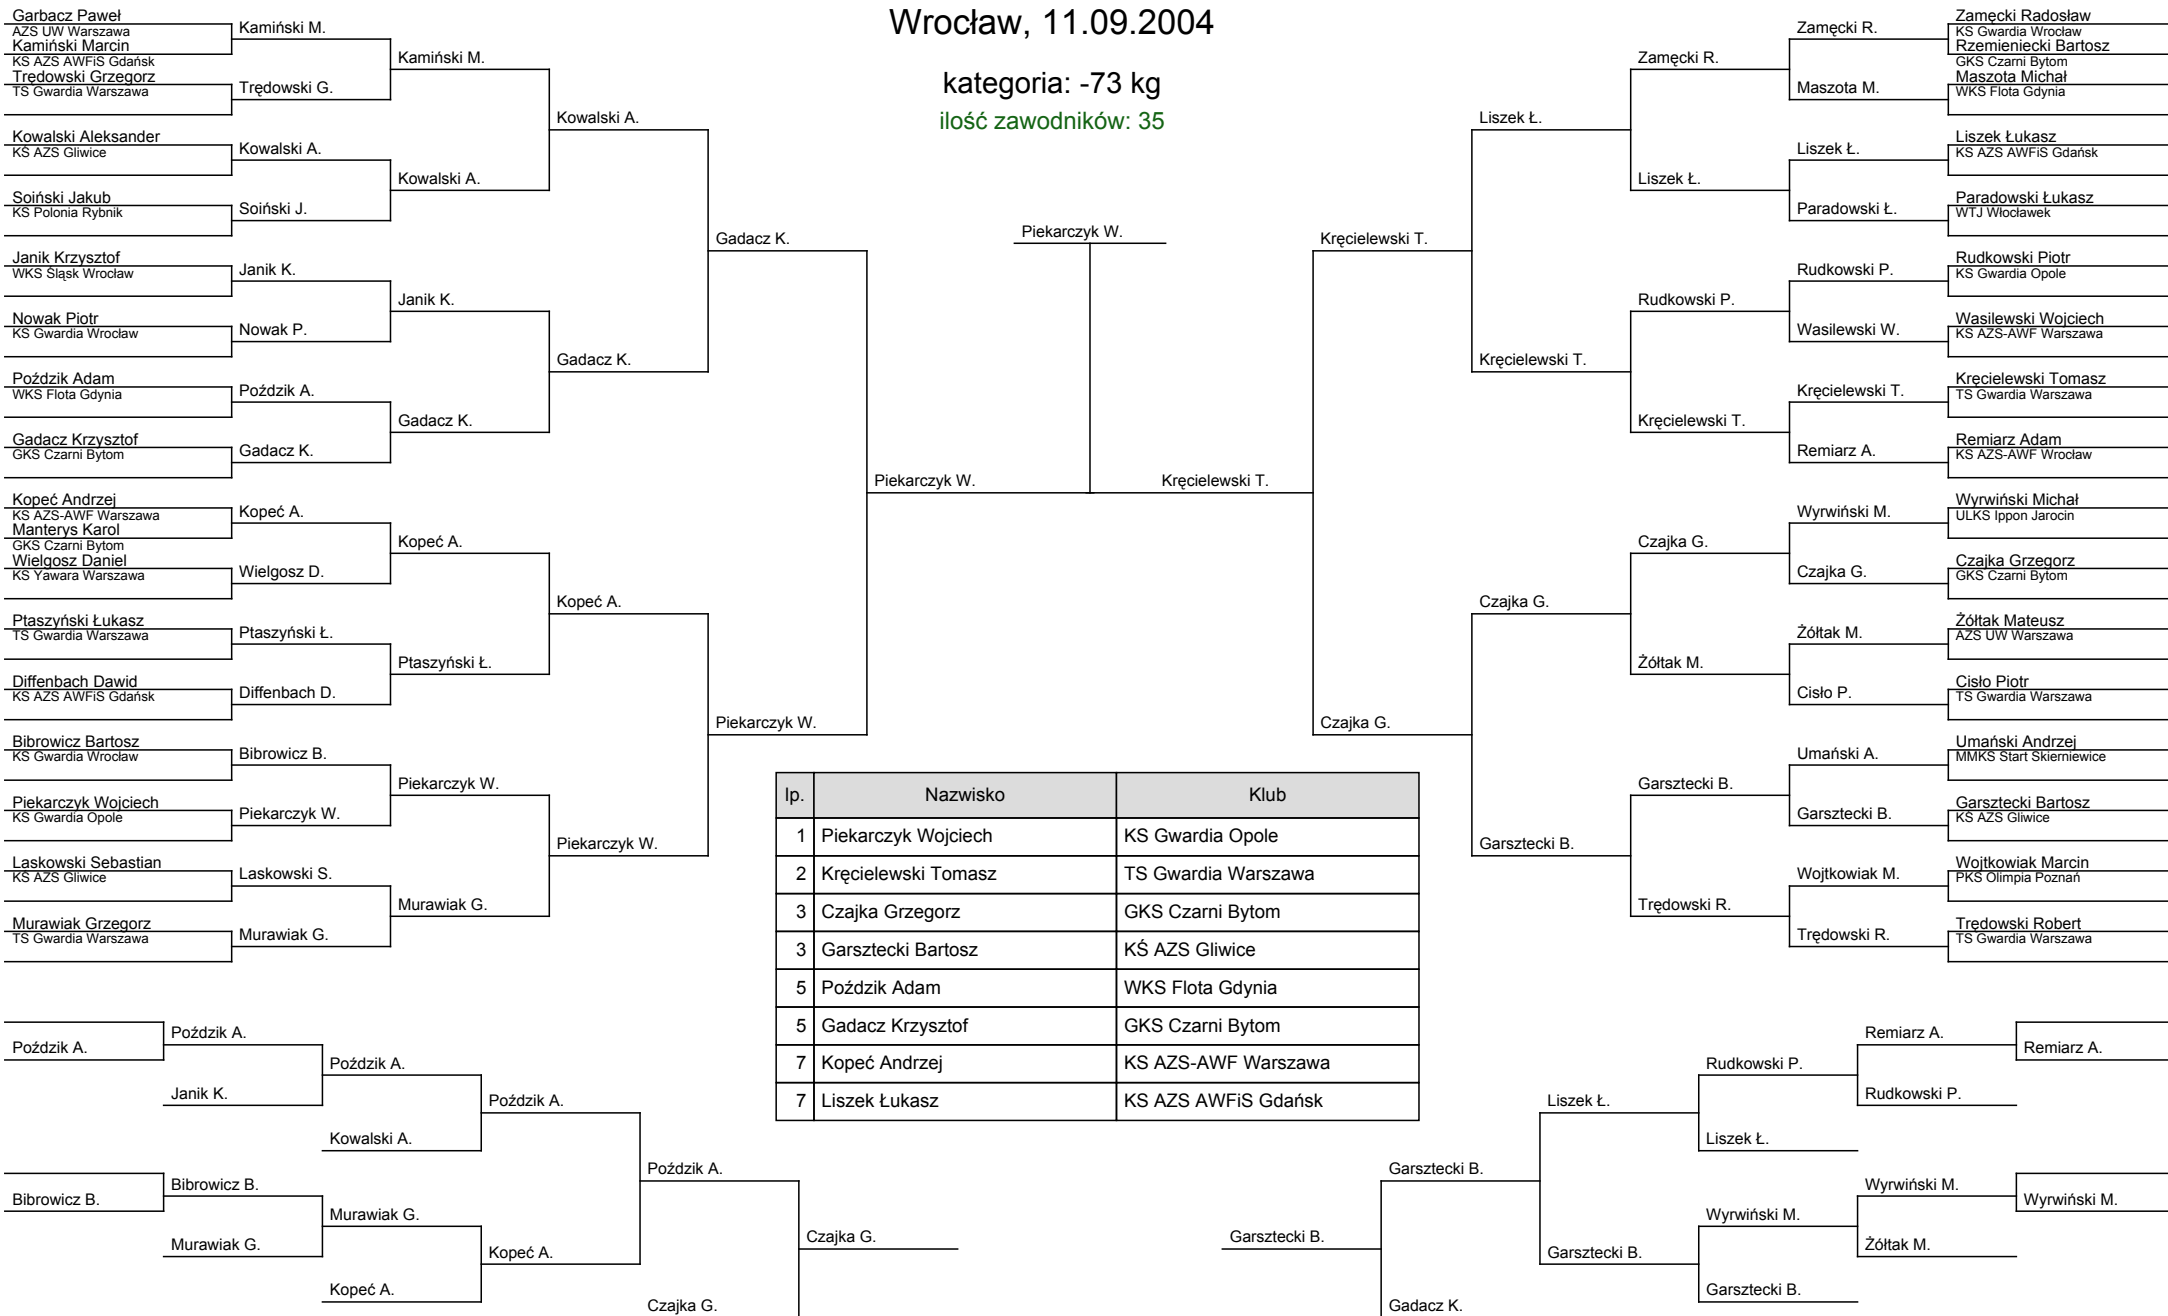 Wrocław, 11.09.2004
kategoria: -73 kg
ilość zawodników: 35
Garbacz Paweł
AZS UW Warszawa
Kamiński Marcin
KS AZS AWFiS Gdańsk
Trędowski Grzegorz
TS Gwardia Warszawa
Kowalski Aleksander
KŚ AZS Gliwice
Soiński Jakub
KS Polonia Rybnik
Janik Krzysztof
WKS Śląsk Wrocław
Nowak Piotr
KS Gwardia Wrocław
Poździk Adam
WKS Flota Gdynia
Gadacz Krzysztof
GKS Czarni Bytom
Kopeć Andrzej
KS AZS-AWF Warszawa
Manterys Karol
GKS Czarni Bytom
Wielgosz Daniel
KS Yawara Warszawa
Ptaszyński Łukasz
TS Gwardia Warszawa
Diffenbach Dawid
KS AZS AWFiS Gdańsk
Bibrowicz Bartosz
KS Gwardia Wrocław
Piekarczyk Wojciech
KS Gwardia Opole
Laskowski Sebastian
KŚ AZS Gliwice
Murawiak Grzegorz
TS Gwardia Warszawa
Kamiński M.
Trędowski G.
Kowalski A.
Soiński J.
Janik K.
Nowak P.
Poździk A.
Gadacz K.
Kopeć A.
Wielgosz D.
Ptaszyński Ł.
Diffenbach D.
Bibrowicz B.
Piekarczyk W.
Laskowski S.
Murawiak G.
Kamiński M.
Kowalski A.
Janik K.
Gadacz K.
Kopeć A.
Ptaszyński Ł.
Piekarczyk W.
Murawiak G.
Kowalski A.
Gadacz K.
Kopeć A.
Piekarczyk W.
Gadacz K.
Piekarczyk W.
Piekarczyk W.
Piekarczyk W.
Kręcielewski T.
Kręcielewski T.
Czajka G.
Liszek Ł.
Kręcielewski T.
Czajka G.
Garsztecki B.
Zamęcki R.
Liszek Ł.
Rudkowski P.
Kręcielewski T.
Czajka G.
Żółtak M.
Garsztecki B.
Trędowski R.
Zamęcki R.
Maszota M.
Liszek Ł.
Paradowski Ł.
Rudkowski P.
Wasilewski W.
Kręcielewski T.
Remiarz A.
Wyrwiński M.
Czajka G.
Żółtak M.
Cisło P.
Umański A.
Garsztecki B.
Wojtkowiak M.
Trędowski R.
Zamęcki Radosław
KS Gwardia Wrocław
Rzemieniecki Bartosz
GKS Czarni Bytom
Maszota Michał
WKS Flota Gdynia
Liszek Łukasz
KS AZS AWFiS Gdańsk
Paradowski Łukasz
WTJ Włocławek
Rudkowski Piotr
KS Gwardia Opole
Wasilewski Wojciech
KS AZS-AWF Warszawa
Kręcielewski Tomasz
TS Gwardia Warszawa
Remiarz Adam
KS AZS-AWF Wrocław
Wyrwiński Michał
ULKS Ippon Jarocin
Czajka Grzegorz
GKS Czarni Bytom
Żółtak Mateusz
AZS UW Warszawa
Cisło Piotr
TS Gwardia Warszawa
Umański Andrzej
MMKS Start Skierniewice
Garsztecki Bartosz
KŚ AZS Gliwice
Wojtkowiak Marcin
PKS Olimpia Poznań
Trędowski Robert
TS Gwardia Warszawa
lp. Nazwisko Klub
1 Piekarczyk Wojciech KS Gwardia Opole
2 Kręcielewski Tomasz TS Gwardia Warszawa
3 Czajka Grzegorz GKS Czarni Bytom
3 Garsztecki Bartosz KŚ AZS Gliwice
5 Poździk Adam WKS Flota Gdynia
5 Gadacz Krzysztof GKS Czarni Bytom
7 Kopeć Andrzej KS AZS-AWF Warszawa
7 Liszek Łukasz KS AZS AWFiS Gdańsk
Poździk A.
Bibrowicz B.
Poździk A.
Janik K.
Bibrowicz B.
Murawiak G.
Poździk A.
Kowalski A.
Murawiak G.
Kopeć A.
Poździk A.
Kopeć A.
Poździk A.
Czajka G.
Czajka G.
Garsztecki B.
Garsztecki B.
Gadacz K.
Liszek Ł.
Garsztecki B.
Rudkowski P.
Liszek Ł.
Wyrwiński M.
Garsztecki B.
Remiarz A.
Rudkowski P.
Wyrwiński M.
Żółtak M.
Remiarz A.
Wyrwiński M.